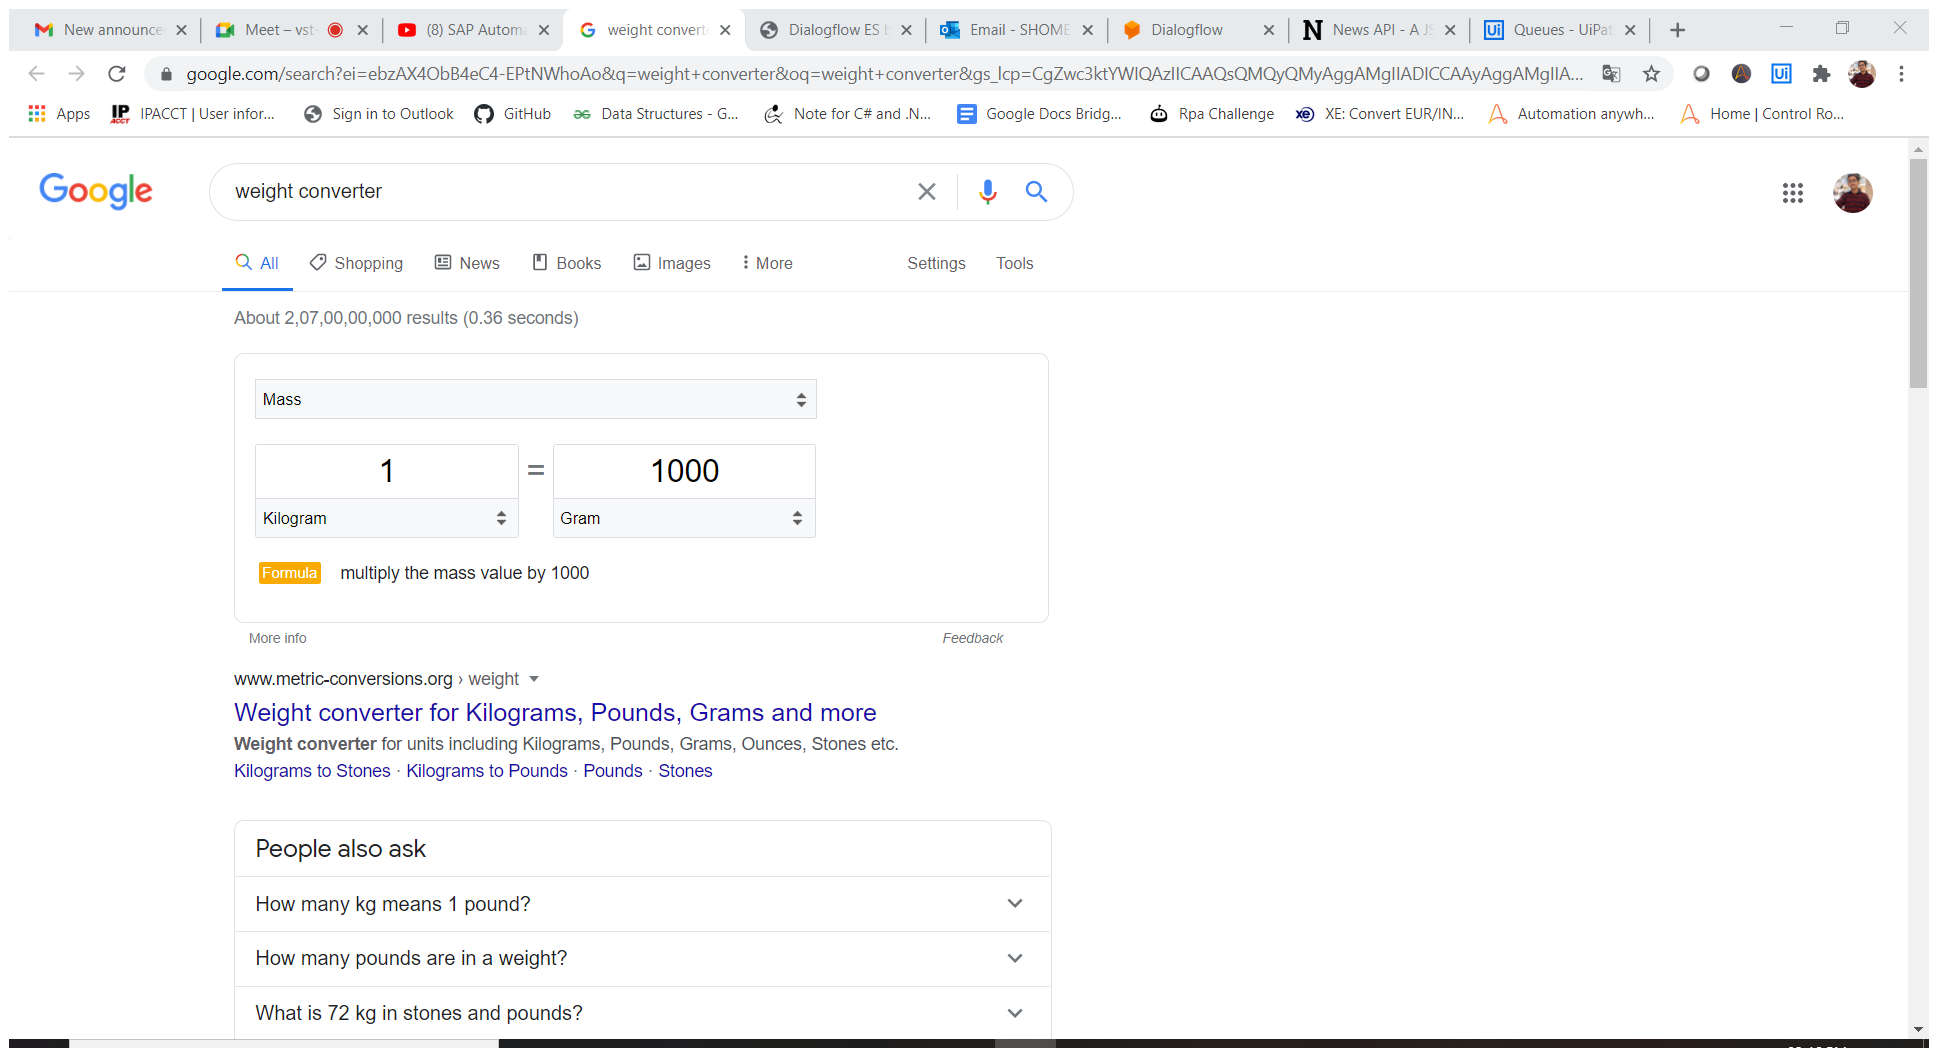 New announce
Meet – vst-
(8) SAP Automa
weight converte
Dialogflow ES b
Email - SHOME
Dialogflow
News API - A JS
Queues - UiPat
google.com/search?ei=ebzAX4ObB4eC4-EPtNWhoAo&q=weight+converter&oq=weight+converter&gs_lcp=CgZwc3ktYWIQAzIICAAQsQMQyQMyAggAMgIIADICCAAyAggAMgIIA...
Apps
IPACCT | User infor...
Sign in to Outlook
GitHub
Data Structures - G...
Note for C# and .N...
Google Docs Bridg...
Rpa Challenge
XE: Convert EUR/IN...
Automation anywh...
Home | Control Ro...
Google
weight converter
All
Shopping
News
Books
Images
More
Settings
Tools
About 2,07,00,00,000 results (0.36 seconds)
Mass
1 = 1000
Kilogram
Gram
Formula multiply the mass value by 1000
More info
Feedback
www.metric-conversions.org › weight
Weight converter for Kilograms, Pounds, Grams and more
Weight converter for units including Kilograms, Pounds, Grams, Ounces, Stones etc.
Kilograms to Stones · Kilograms to Pounds · Pounds · Stones
People also ask
How many kg means 1 pound?
How many pounds are in a weight?
What is 72 kg in stones and pounds?